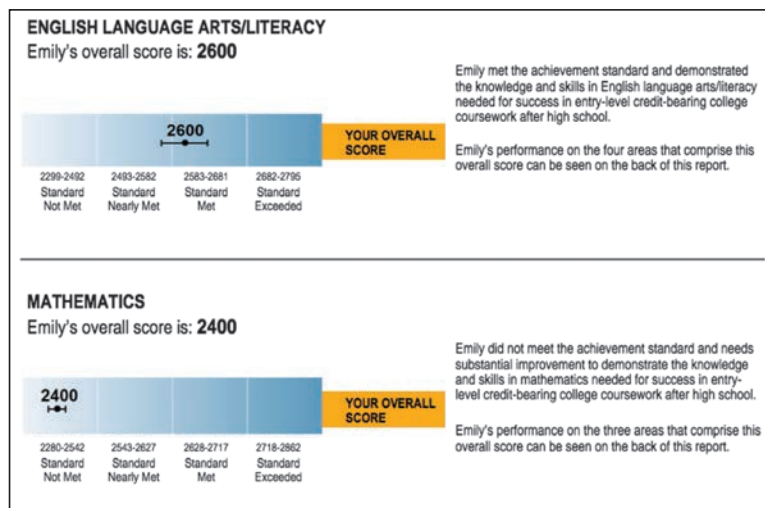 ENGLISH LANGUAGE ARTS/LITERACY
Emily's overall score is: 2600
2600
YOUR OVERALL
SCORE
2299-2492 2493-2582 2583-2681 2682-2795
Standard Standard Standard Standard
Not Met Nearly Met Met Exceeded
Emily met the achievement standard and demonstrated
the knowledge and skills in English language arts/literacy
needed for success in entry-level credit-bearing college
coursework after high school.
Emily's performance on the four areas that comprise this
overall score can be seen on the back of this report.
MATHEMATICS
Emily's overall score is: 2400
2400
YOUR OVERALL
SCORE
2280-2542 2543-2627 2628-2717 2718-2862
Standard Standard Standard Standard
Not Met Nearly Met Met Exceeded
Emily did not meet the achievement standard and needs
substantial improvement to demonstrate the knowledge
and skills in mathematics needed for success in entry-
level credit-bearing college coursework after high school.
Emily's performance on the three areas that comprise this
overall score can be seen on the back of this report.